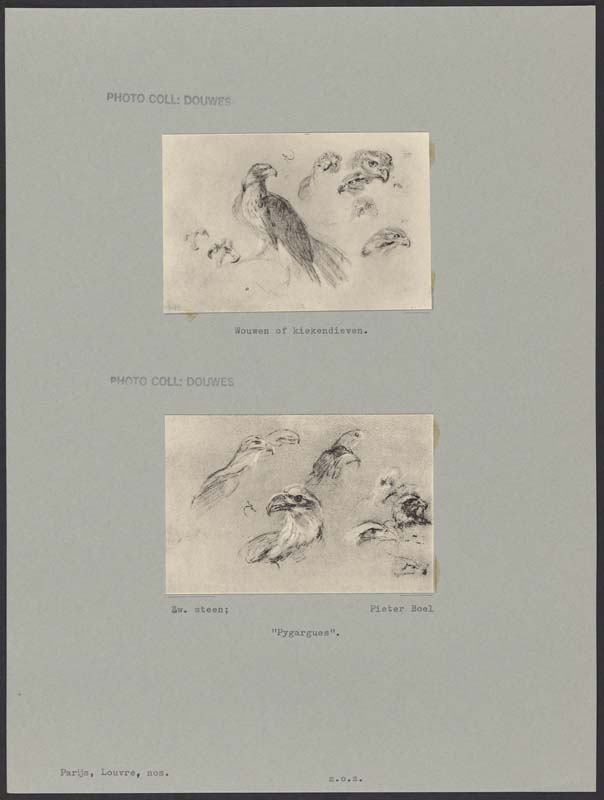 PHOTO COLL: DOUWES
Wouwen of kiekendieven.
PHOTO COLL: DOUWES
Zw. steen; Pieter Boel
"Pygargues".
Parijs, Louvre, nos.
z.o.z.